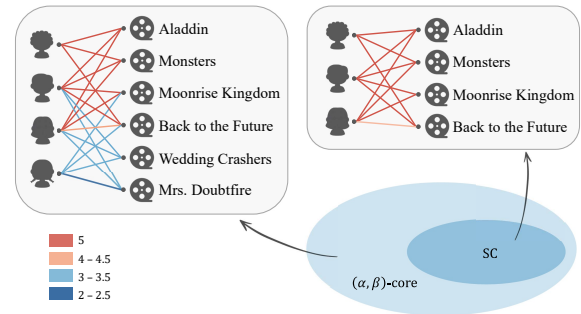 Aladdin
Monsters
Moonrise Kingdom
Back to the Future
Wedding Crashers
Mrs. Doubtfire
Aladdin
Monsters
Moonrise Kingdom
Back to the Future
5
4 – 4.5
3 – 3.5
2 – 2.5
SC
(α, β)-core